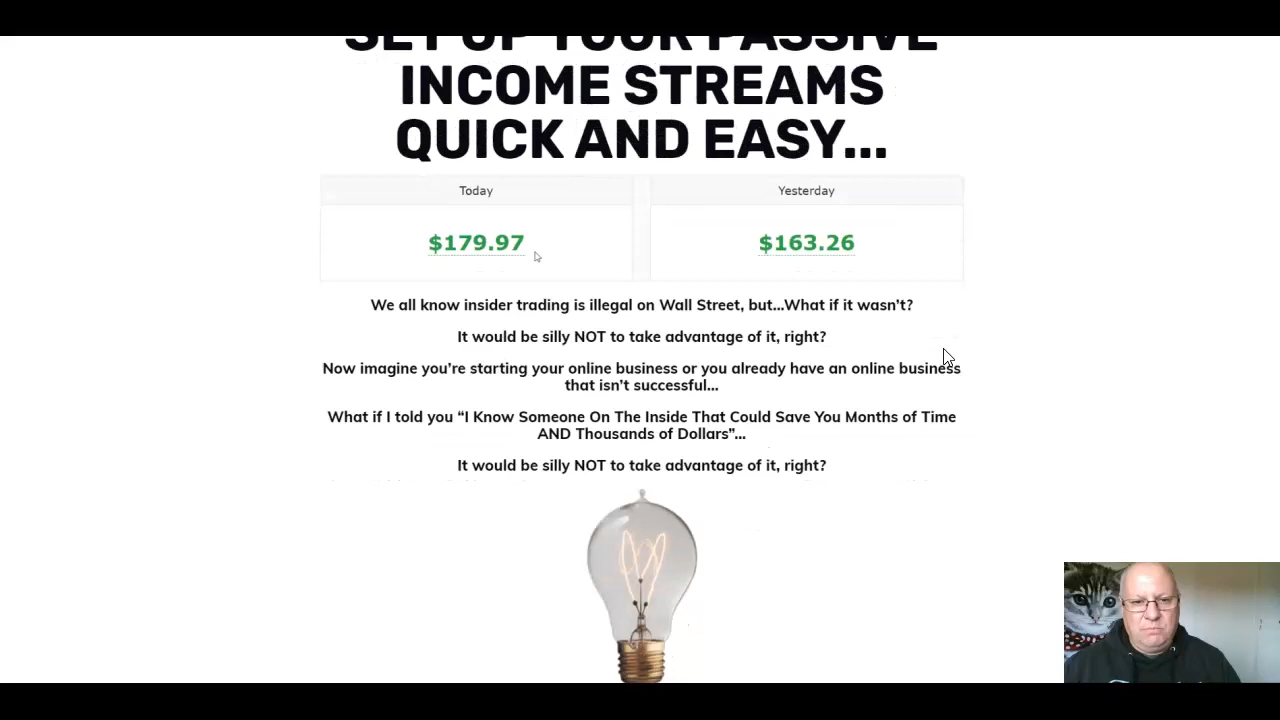 SET UP YOUR PASSIVE
INCOME STREAMS
QUICK AND EASY...
Today
Yesterday
$179.97
$163.26
We all know insider trading is illegal on Wall Street, but...What if it wasn't?
It would be silly NOT to take advantage of it, right?
Now imagine you're starting your online business or you already have an online business
that isn't successful...
What if I told you “I Know Someone On The Inside That Could Save You Months of Time
AND Thousands of Dollars”...
It would be silly NOT to take advantage of it, right?